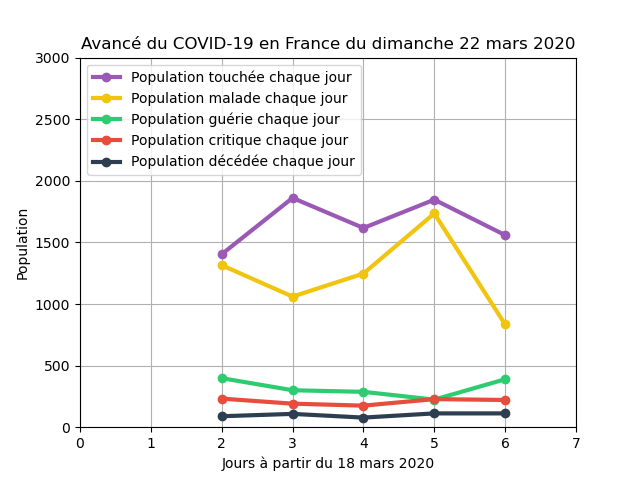 Avancé du COVID-19 en France du dimanche 22 mars 2020
3000
2500
2000
1500
1000
500
0
Population
Population touchée chaque jour
Population malade chaque jour
Population guérie chaque jour
Population critique chaque jour
Population décédée chaque jour
0 1 2 3 4 5 6 7
Jours à partir du 18 mars 2020